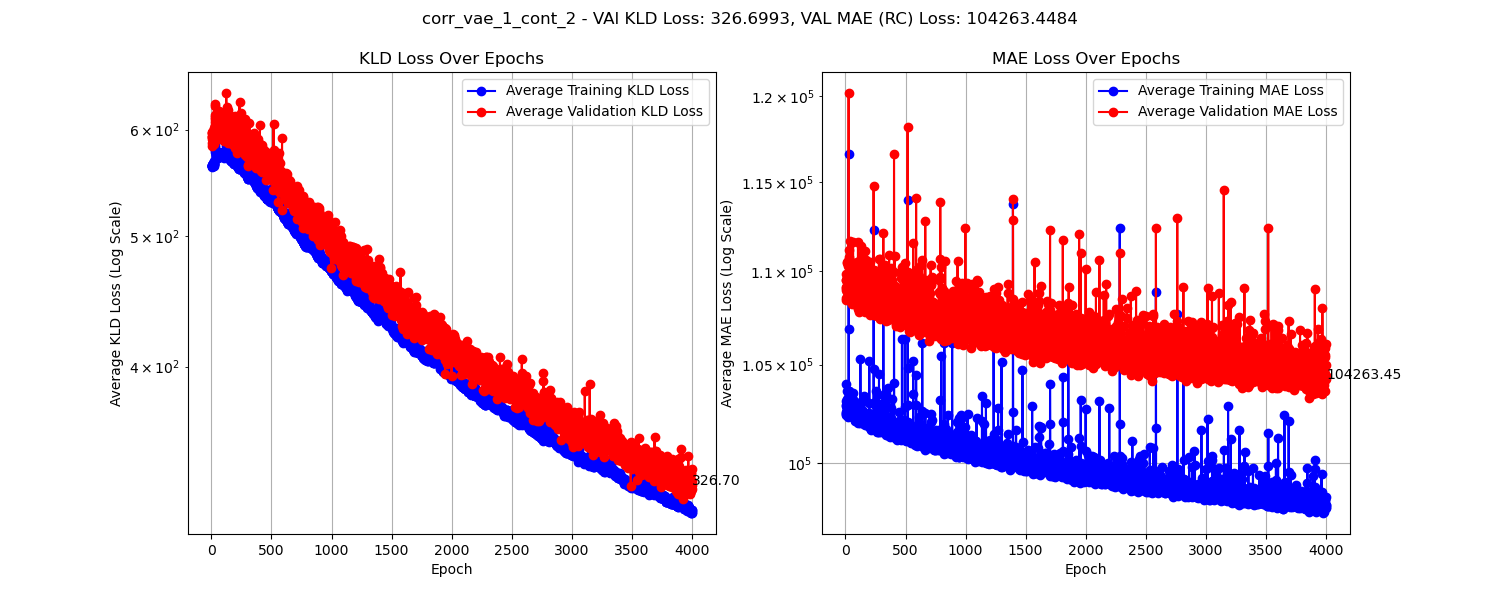 corr_vae_1_cont_2 - VAl KLD Loss: 326.6993, VAL MAE (RC) Loss: 104263.4484
KLD Loss Over Epochs
Average Training KLD Loss
Average Validation KLD Loss
6 × 10²
5 × 10²
4 × 10²
Average KLD Loss (Log Scale)
326.70
0 500 1000 1500 2000 2500 3000 3500 4000
Epoch
MAE Loss Over Epochs
Average Training MAE Loss
Average Validation MAE Loss
1.2 × 10⁵
1.15 × 10⁵
1.1 × 10⁵
1.05 × 10⁵
10⁵
Average MAE Loss (Log Scale)
104263.45
0 500 1000 1500 2000 2500 3000 3500 4000
Epoch